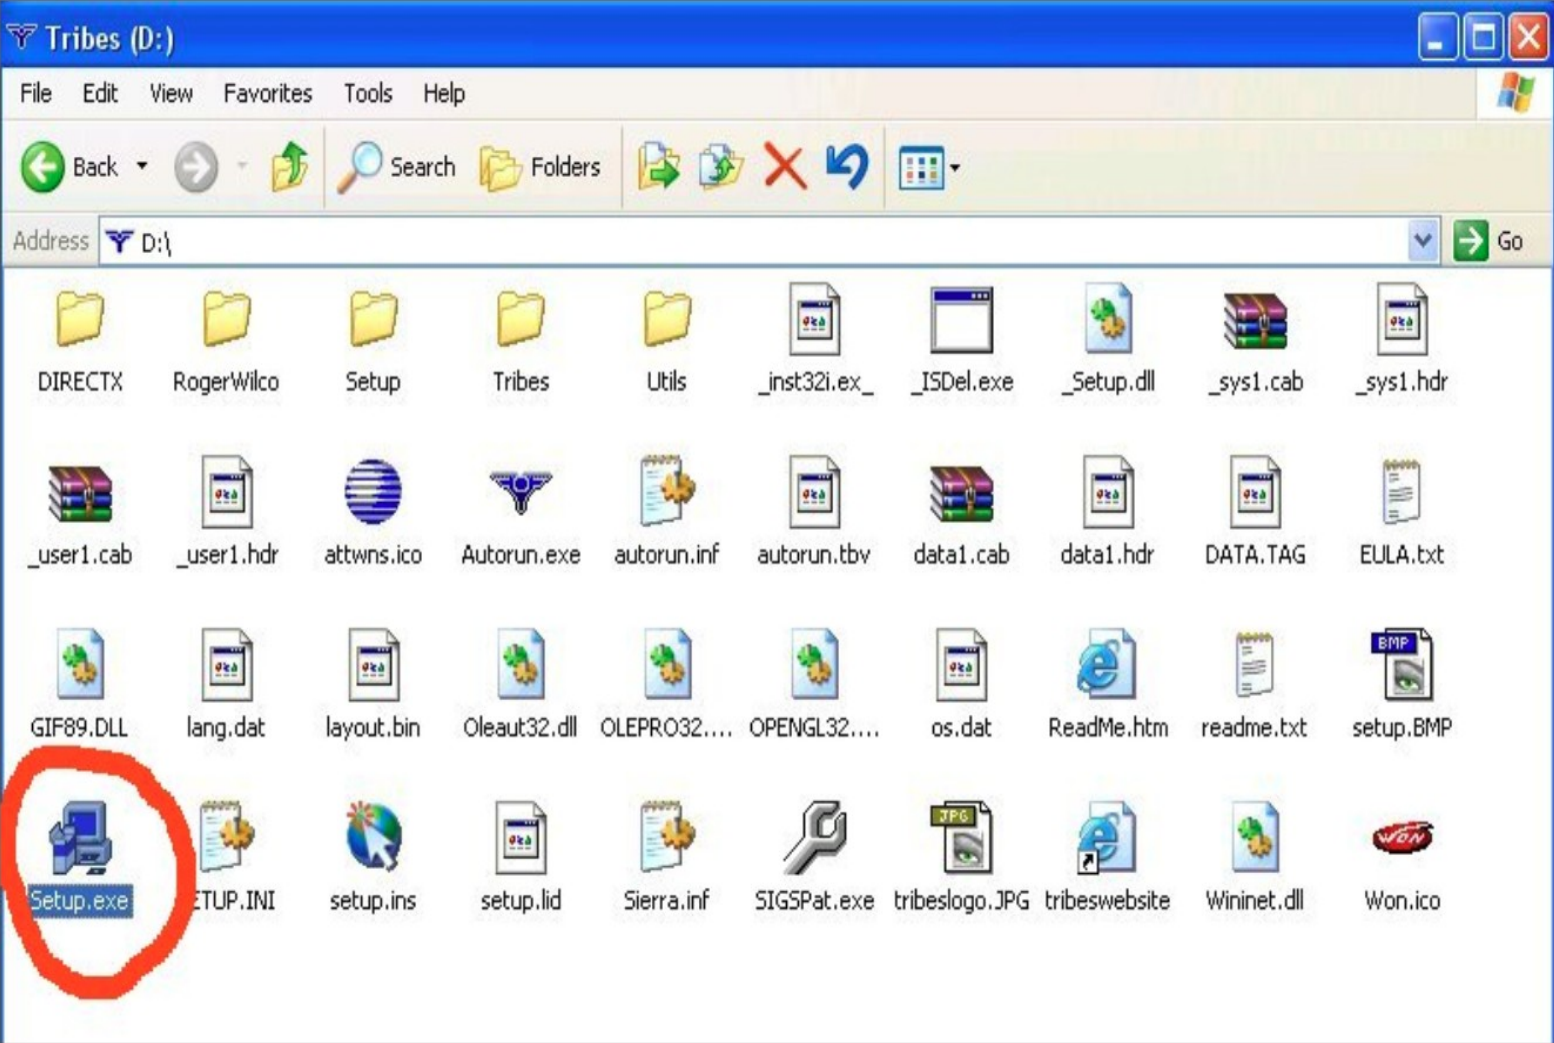 Tribes (D:)
File Edit View Favorites Tools Help
Back Search Folders
Address D:\ Go
DIRECTX RogerWilco Setup Tribes Utils _inst32i.ex_ _ISDel.exe _Setup.dll _sys1.cab _sys1.hdr
_user1.cab _user1.hdr attwns.ico Autorun.exe autorun.inf autorun.tbv data1.cab data1.hdr DATA.TAG EULA.txt
BMP
GIF89.DLL lang.dat layout.bin Oleaut32.dll OLEPRO32.... OPENGL32.... os.dat ReadMe.htm readme.txt setup.BMP
JPG WON
Setup.exe ETUP.INI setup.ins setup.lid Sierra.inf SIGSPat.exe tribeslogo.JPG tribeswebsite Wininet.dll Won.ico